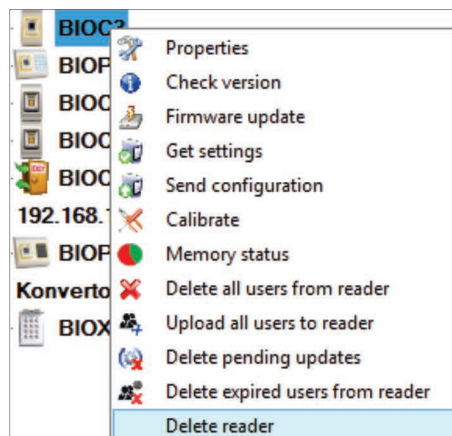 BIOC3
BIOP
BIOC
BIOC
BIOC
192.168.
BIOP
Konverto
BIOX
Properties
Check version
Firmware update
Get settings
Send configuration
Calibrate
Memory status
Delete all users from reader
Upload all users to reader
Delete pending updates
Delete expired users from reader
Delete reader